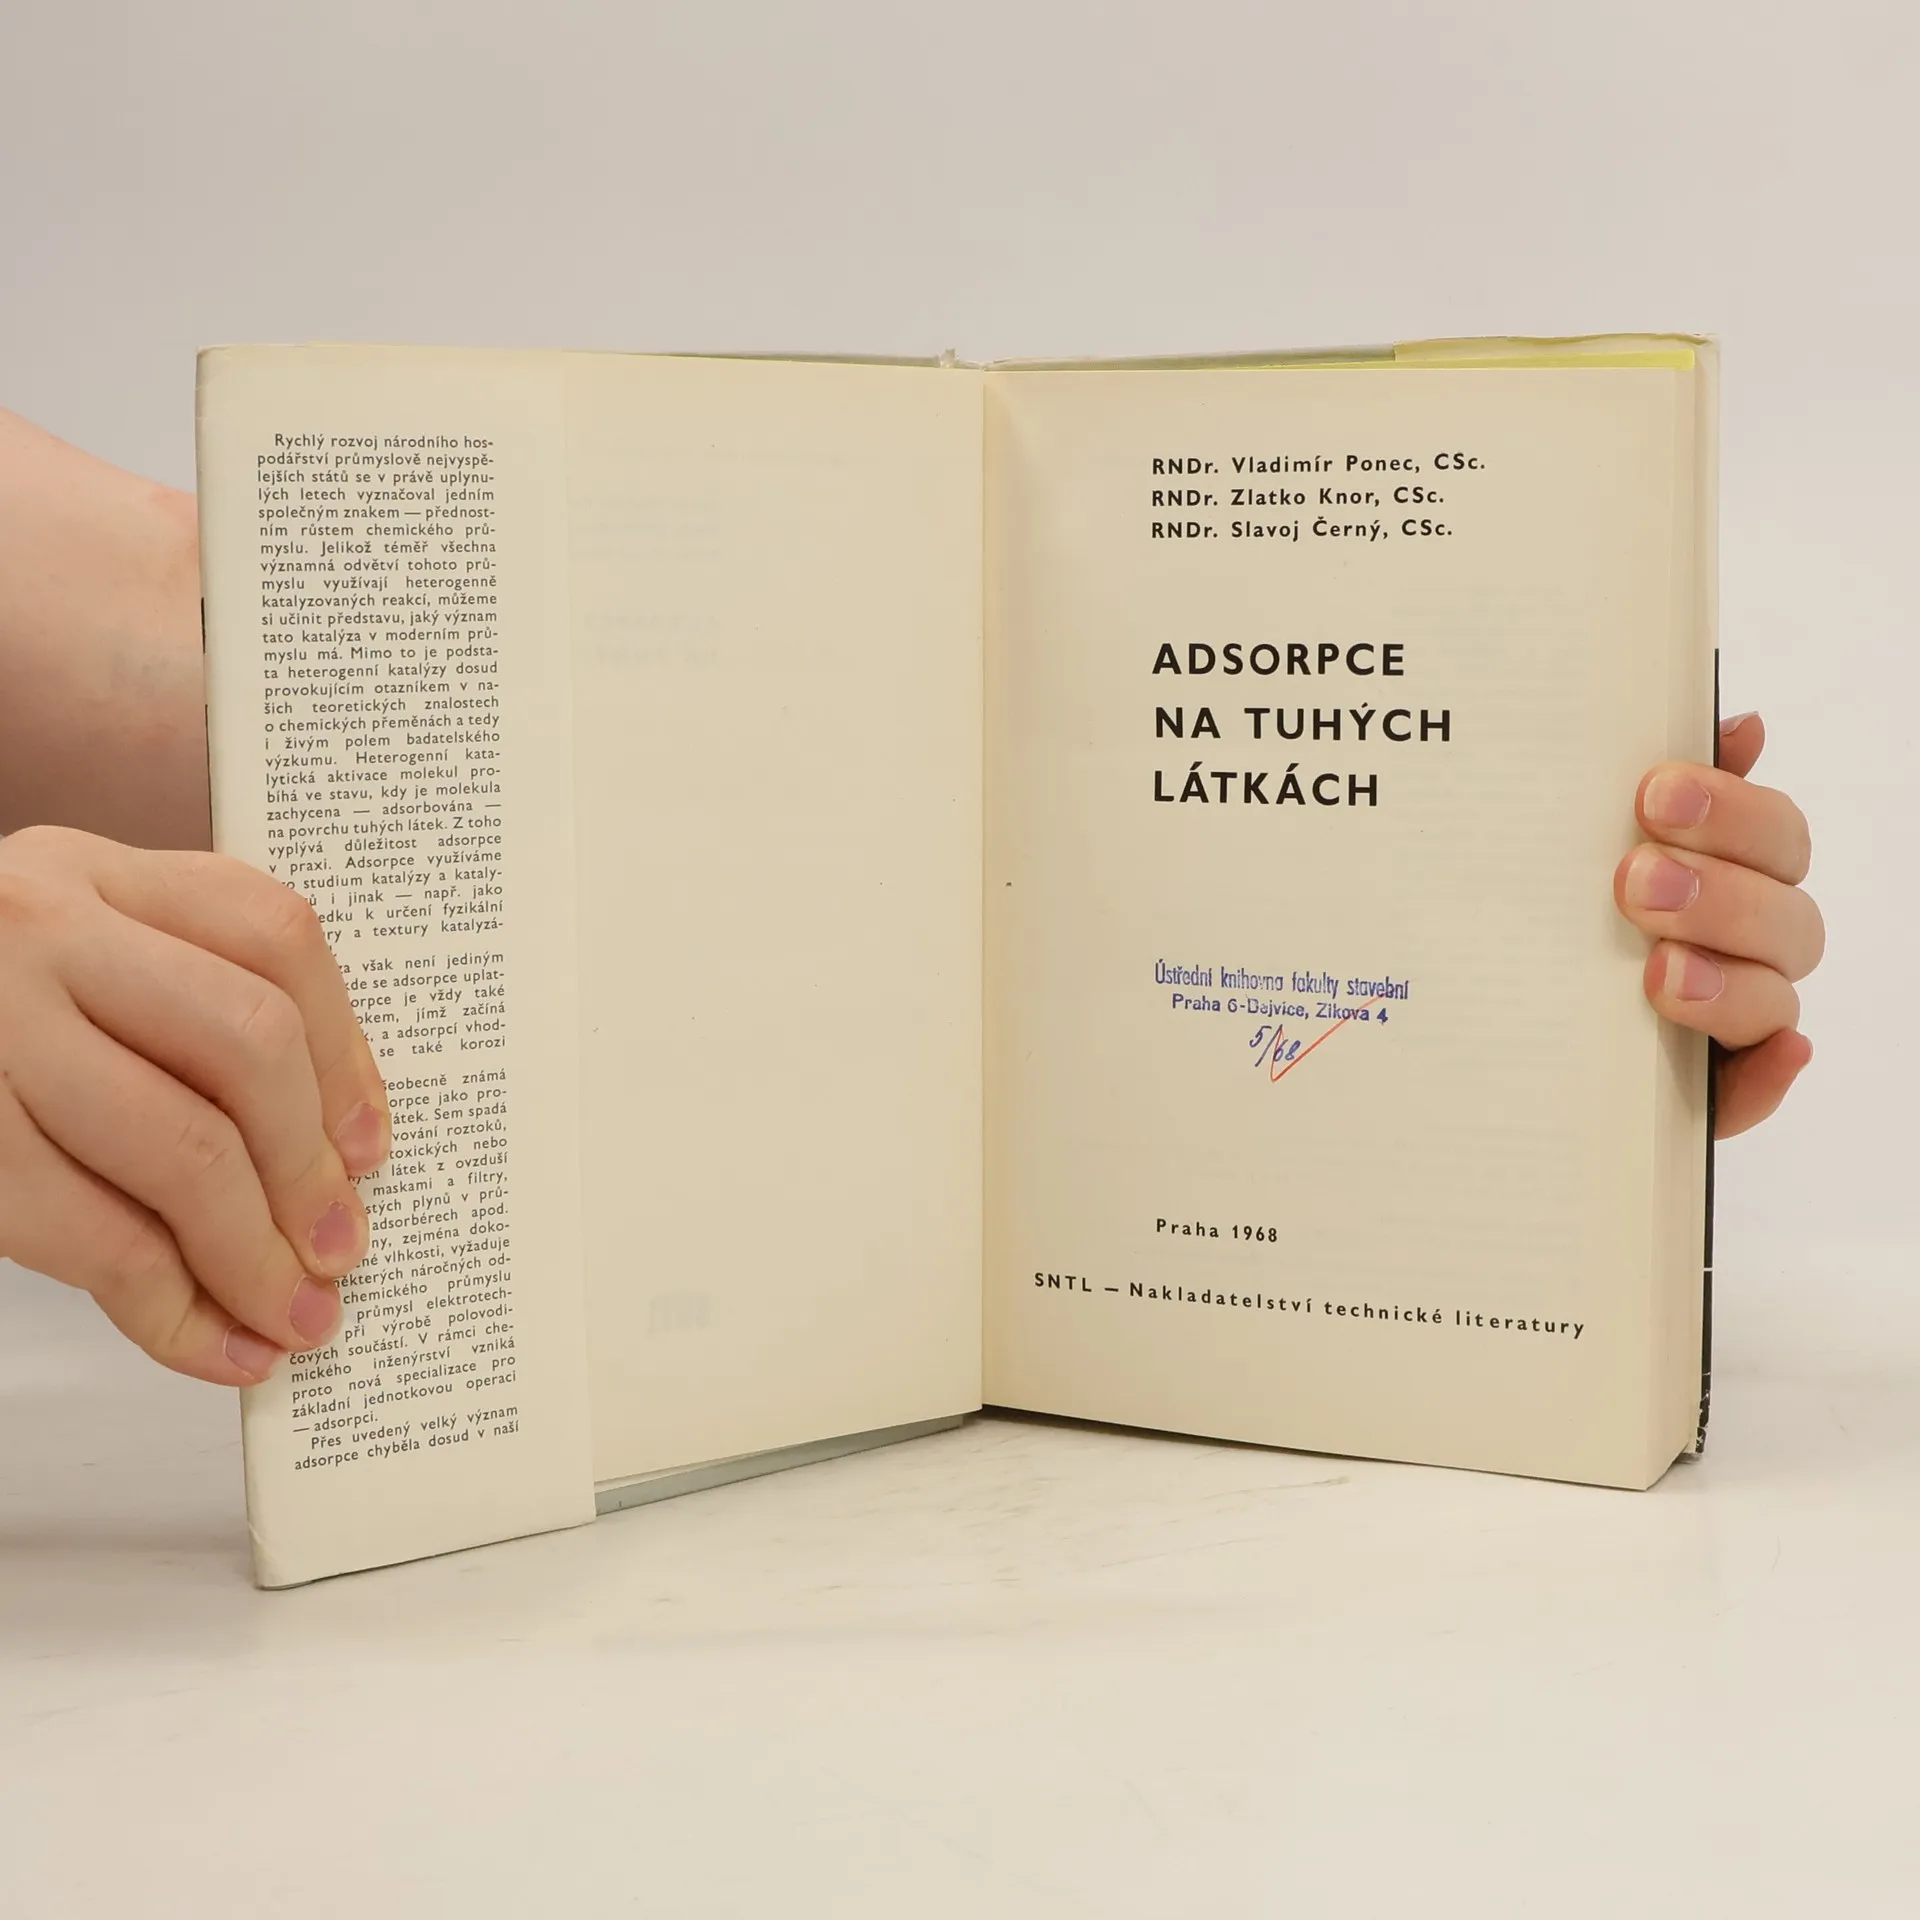 Rychlý rozvoj národního hos-
podářství průmyslově nejvyspě-
lejších států se v právě uplynu-
lých letech vyznačoval jedním
společným znakem — přednost-
ním růstem chemického prů-
myslu. Jelikož téměř všechna
významná odvětví tohoto prů-
myslu využívají heterogenně
katalyzovaných reakcí, můžeme
si učinit představu, jaký význam
tato katalýza v moderním prů-
myslu má. Mimo to je podsta-
ta heterogenní katalýzy dosud
provokujícím otazníkem v na-
šich teoretických znalostech
o chemických přeměnách a tedy
i živým polem badatelského
výzkumu. Heterogenní kata-
lytická aktivace molekul pro-
bíhá ve stavu, kdy je molekula
zachycena — adsorbována —
na povrchu tuhých látek. Z toho
vyplývá důležitost adsorpce
v praxi. Adsorpce využíváme
studium katalýzy a kataly-
i jinak — např. jako
k určení fyzikální
a textury katalyzá-
však není jediným
kde se adsorpce uplat-
je vždy také
jímž začíná
a adsorpcí vhod-
se také korozi
známá
jako pro-
látek. Sem spadá
roztoků,
toxických nebo
látek z ovzduší
maskami a filtry,
plynů v prů-
adsorbérech apod.
zejména doko-
vlhkosti, vyžaduje
některých náročných od-
chemického průmyslu
průmysl elektrotech-
při výrobě polovodi-
čových součástí. V rámci che-
mického inženýrství vzniká
proto nová specializace pro
základní jednotkovou operaci
— adsorpci.
Přes uvedený velký význam
adsorpce chyběla dosud v naší
RNDr. Vladimír Ponec, CSc.
RNDr. Zlatko Knor, CSc.
RNDr. Slavoj Černý, CSc.
ADSORPCE
NA TUHÝCH
LÁTKÁCH
Ústřední knihovna fakulty stavební
Praha 6-Dejvice, Zikova 4
5/68
Praha 1968
SNTL — Nakladatelství technické literatury